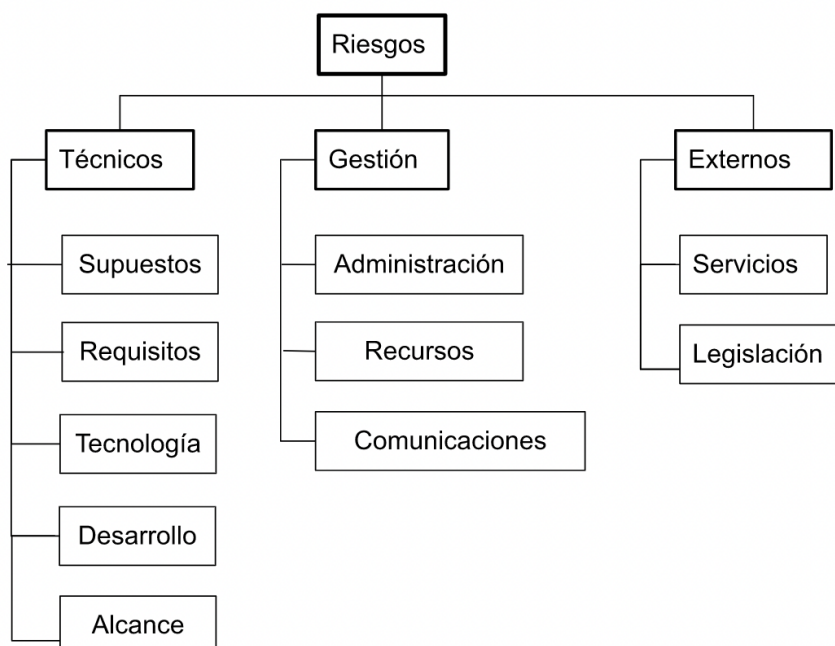 Riesgos
Técnicos
Gestión
Externos
Supuestos
Administración
Servicios
Requisitos
Recursos
Legislación
Tecnología
Comunicaciones
Desarrollo
Alcance